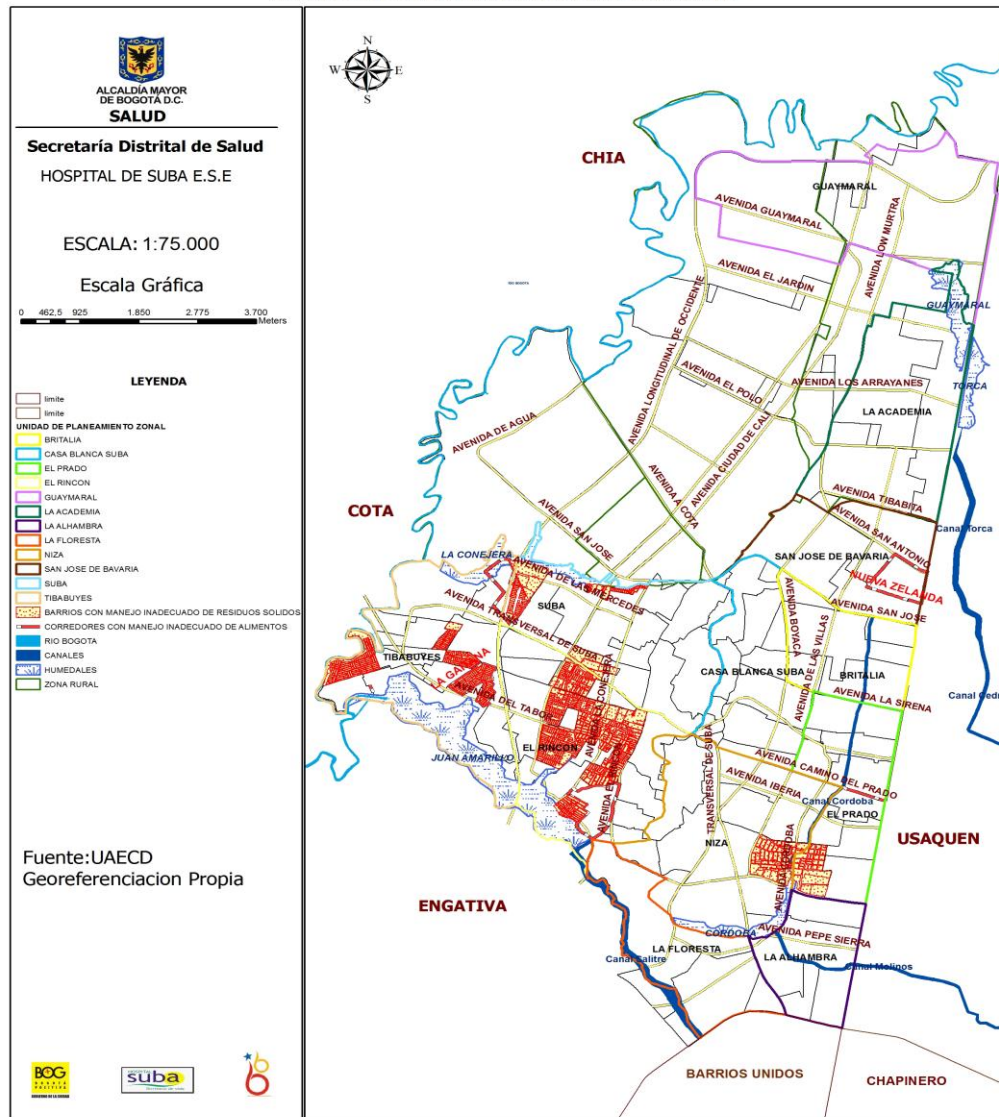 ALCALDÍA MAYOR
DE BOGOTÁ D.C.
SALUD
Secretaría Distrital de Salud
HOSPITAL DE SUBA E.S.E
ESCALA: 1:75.000
Escala Gráfica
0 462,5 925 1.850 2.775 3.700
Meters
LEYENDA
limite
limite
UNIDAD DE PLANEAMIENTO ZONAL
BRITALIA
CASA BLANCA SUBA
EL PRADO
EL RINCON
GUAYMARAL
LA ACADEMIA
LA ALHAMBRA
LA FLORESTA
NIZA
SAN JOSE DE BAVARIA
SUBA
TIBABUYES
BARRIOS CON MANEJO INADECUADO DE RESIDUOS SOLIDOS
CORREDORES CON MANEJO INADECUADO DE ALIMENTOS
RIO BOGOTA
CANALES
HUMEDALES
ZONA RURAL
Fuente:UAECD
Georeferenciacion Propia
BOG
suba
N
W E
S
CHIA
GUAYMARAL
AVENIDA GUAYMARAL
AVENIDA LOW MURTRA
AVENIDA EL JARDIN
RIO BOGOTA
GUAYMARAL
AVENIDA LONGITUDINAL DE OCCIDENTE
AVENIDA EL POLO
AVENIDA LOS ARRAYANES
TORCA
LA ACADEMIA
AVENIDA DE AGUA
AVENIDA CIUDAD DE CALI
AVENIDA A COTA
AVENIDA TIBABITA
COTA
AVENIDA SAN JOSE
AVENIDA SAN ANTONIO
Canal Torca
LA CONEJERA
SAN JOSE DE BAVARIA
AVENIDA DE LAS MERCEDES
NUEVA ZELANDA
SUBA
AVENIDA SAN JOSE
AVENIDA TRANSVERSAL DE SUBA
AVENIDA BOYACA
AVENIDA DE LAS VILLAS
TIBABUYES
LA GAITANA
CASA BLANCA SUBA
BRITALIA
AVENIDA LA CONEJERA
AVENIDA DEL TABOR
AVENIDA LA SIRENA
Canal Cedr
EL RINCON
JUAN AMARILLO
AVENIDA EL RINCON
TRANSVERSAL DE SUBA
AVENIDA CAMINO DEL PRADO
AVENIDA IBERIA
Canal Cordoba
EL PRADO
USAQUEN
NIZA
AVENIDA CORDOBA
ENGATIVA
CORDOBA
AVENIDA PEPE SIERRA
LA FLORESTA
LA ALHAMBRA
Canal Salitre
Canal Molinos
BARRIOS UNIDOS
CHAPINERO